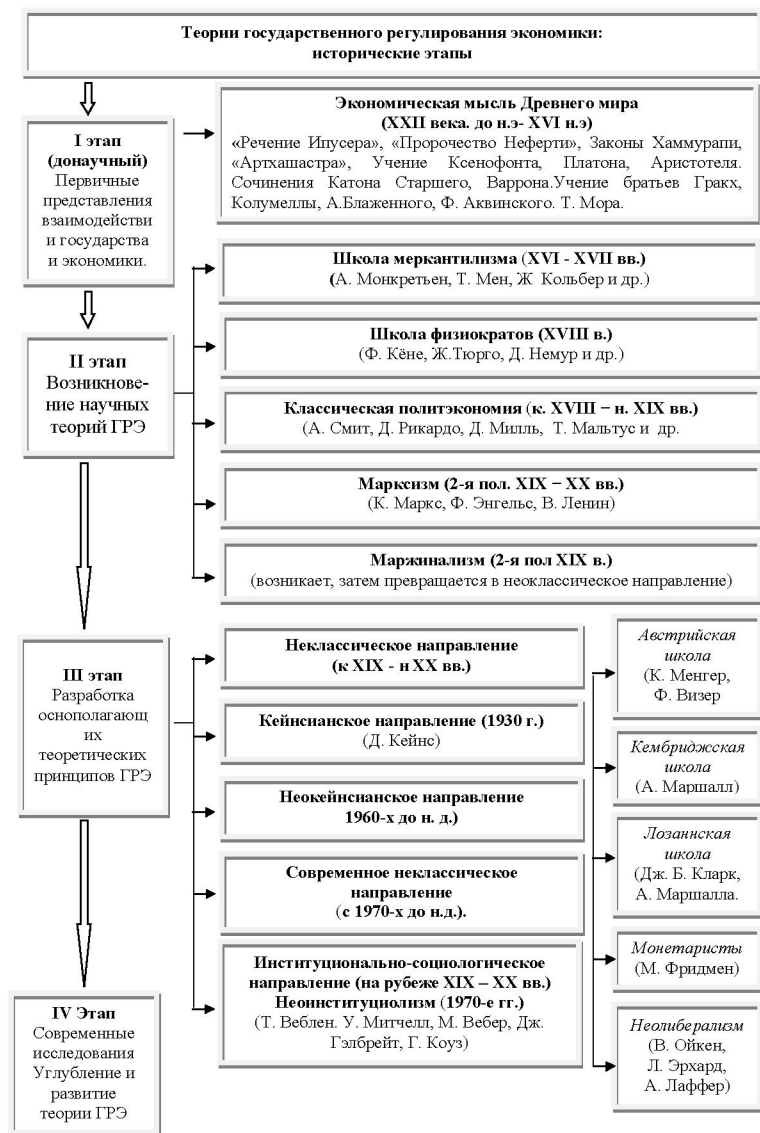 Теории государственного регулирования экономики:
исторические этапы
I этап
(донаучный)
Первичные
представления
взаимодействи
и государства
и экономики.
Экономическая мысль Древнего мира
(XXII века. до н.э- XVI н.э)
«Речение Ипусера», «Пророчество Неферти», Законы Хаммурапи,
«Артхашастра», Учение Ксенофонта, Платона, Аристотеля.
Сочинения Катона Старшего, Варрона.Учение братьев Гракх,
Колумеллы, А.Блаженного, Ф. Аквинского. Т. Мора.
Школа меркантилизма (XVI - XVII вв.)
(А. Монкретьен, Т. Мен, Ж Кольбер и др.)
II этап
Возникнове-
ние научных
теорий ГРЭ
Школа физиократов (XVIII в.)
(Ф. Кёне, Ж.Тюрго, Д. Немур и др.)
Классическая политэкономия (к. XVIII – н. XIX вв.)
(А. Смит, Д. Рикардо, Д. Милль, Т. Мальтус и др.
Марксизм (2-я пол. XIX – XX вв.)
(К. Маркс, Ф. Энгельс, В. Ленин)
Маржинализм (2-я пол XIX в.)
(возникает, затем превращается в неоклассическое направление)
III этап
Разработка
оснополагающ
их
теоретических
принципов ГРЭ
Неклассическое направление
(к XIX - н XX вв.)
Кейнсианское направление (1930 г.)
(Д. Кейнс)
Неокейнсианское направление
1960-х до н. д.)
Современное неклассическое
направление
(с 1970-х до н.д.).
Институционально-социологическое
направление (на рубеже XIX – XX вв.)
Неоинституциолизм (1970-е гг.)
(Т. Веблен. У. Митчелл, М. Вебер, Дж.
Гэлбрейт, Г. Коуз)
Австрийская
школа
(К. Менгер,
Ф. Визер
Кембриджская
школа
(А. Маршалл)
Лозаннская
школа
(Дж. Б. Кларк,
А. Маршалла.
Монетаристы
(М. Фридмен)
Неолиберализм
(В. Ойкен,
Л. Эрхард,
А. Лаффер)
IV Этап
Современные
исследования
Углубление и
развитие
теории ГРЭ